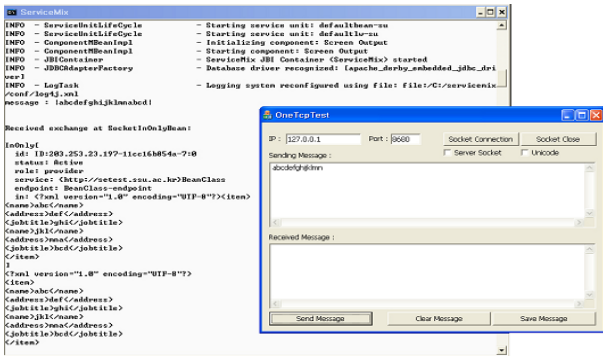 ServiceMix
INFO  - ServiceUnitLifeCycle           - Starting service unit: defaultbean-su
INFO  - ServiceUnitLifeCycle           - Starting service unit: defaultlw-su
INFO  - ComponentMBeanImpl             - Initializing component: Screen Output
INFO  - ComponentMBeanImpl             - Starting component: Screen Output
INFO  - JBIContainer                   - ServiceMix JBI Container (ServiceMix) started
INFO  - JDBCAdapterFactory             - Database driver recognized: [apache_derby_embedded_jdbc_dri
ver]
INFO  - LogTask                        - Logging system reconfigured using file: file:/C:/servicemix
/conf/log4j.xml
message : [abcdefghijklmnabcd]
Received exchange at SocketInOnlyBean:
InOnly[
id: ID:203.253.23.197-11cc16b854a-7:0
status: Active
role: provider
service: {http://setest.ssu.ac.kr}BeanClass
endpoint: BeanClass-endpoint
in: <?xml version="1.0" encoding="UTF-8"?><item>
<name>abc</name>
<address>def</address>
<jobtitle>ghi</jobtitle>
<name>jkl</name>
<address>mna</address>
<jobtitle>bcd</jobtitle>
</item>
]
<?xml version="1.0" encoding="UTF-8"?>
<item>
<name>abc</name>
<address>def</address>
<jobtitle>ghi</jobtitle>
<name>jkl</name>
<address>mna</address>
<jobtitle>bcd</jobtitle>
</item>
OneTcpTest
IP : 127.0.0.1 Port : 8680 Socket Connection Socket Close
Server Socket Unicode
Sending Message :
abcdefghijklmn
Received Message :
Send Message Clear Message Save Message